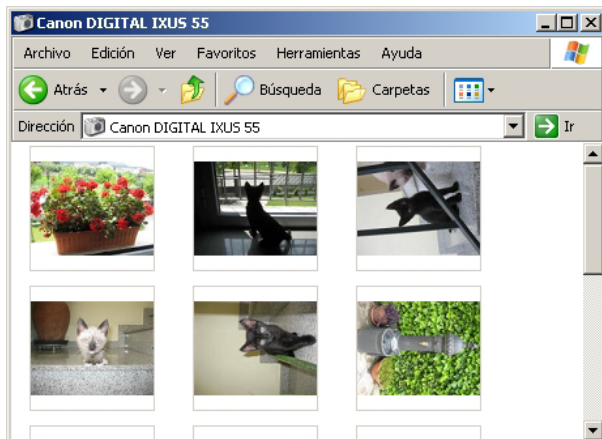 Canon DIGITAL IXUS 55
Archivo Edición Ver Favoritos Herramientas Ayuda
Atrás Búsqueda Carpetas
Dirección Canon DIGITAL IXUS 55 Ir